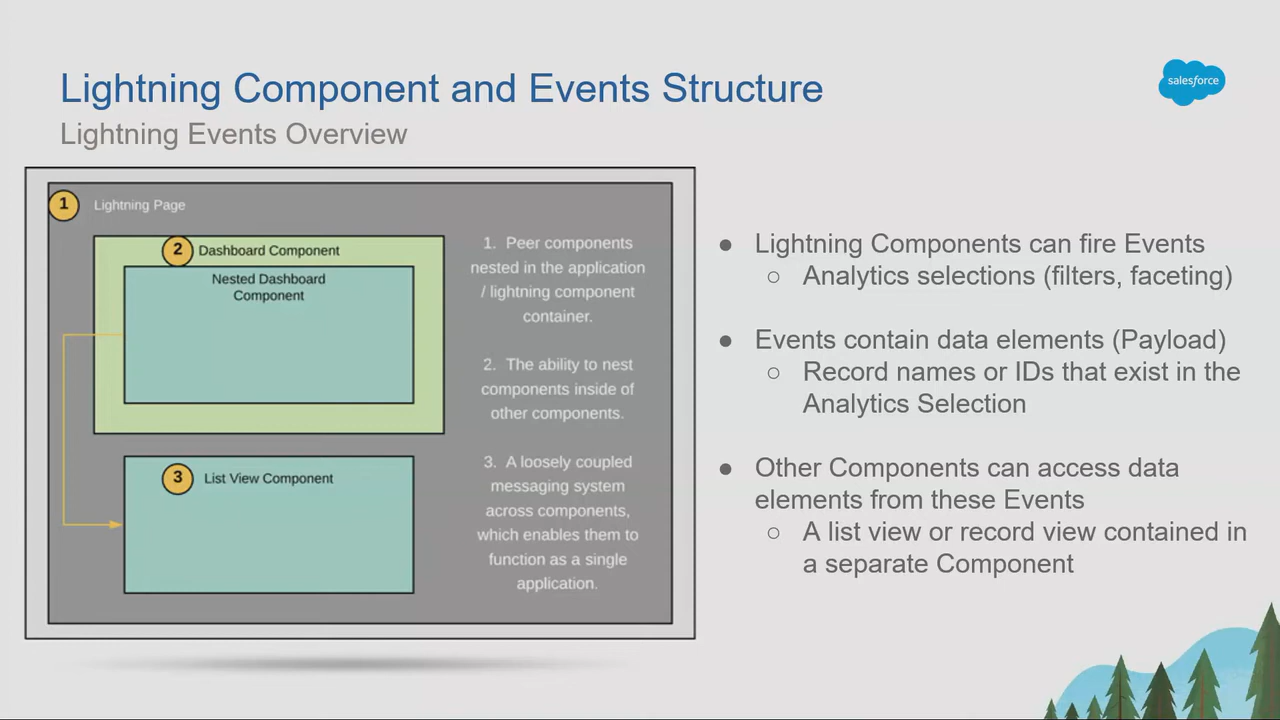 Lightning Component and Events Structure
Lightning Events Overview
salesforce
1
Lightning Page
2
Dashboard Component
Nested Dashboard
Component
3
List View Component
1. Peer components
nested in the application
/ lightning component
container.
2. The ability to nest
components inside of
other components.
3. A loosely coupled
messaging system
across components,
which enables them to
function as a single
application.
● Lightning Components can fire Events
○ Analytics selections (filters, faceting)
● Events contain data elements (Payload)
○ Record names or IDs that exist in the
Analytics Selection
● Other Components can access data
elements from these Events
○ A list view or record view contained in
a separate Component